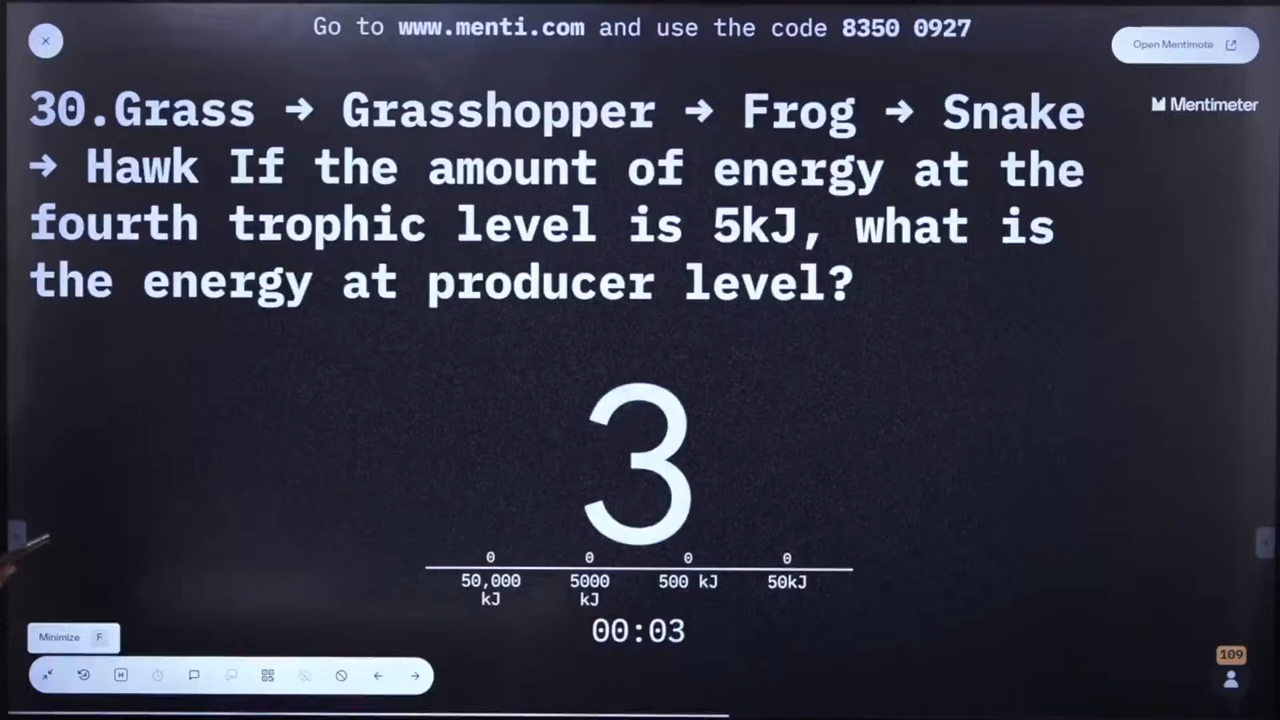 Go to www.menti.com and use the code 8350 0927
Open Mentimote
Mentimeter
30.Grass → Grasshopper → Frog → Snake
→ Hawk If the amount of energy at the
fourth trophic level is 5kJ, what is
the energy at producer level?
3
0 0 0 0
50,000 5000 500 kJ 50kJ
kJ kJ
00:03
Minimize F
109